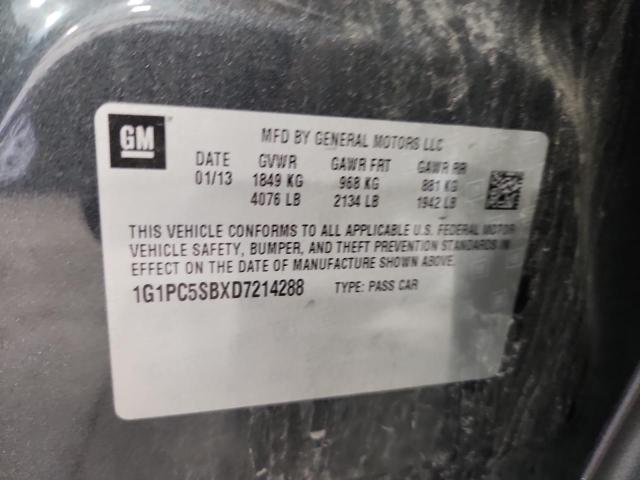 GM
MFD BY GENERAL MOTORS LLC
DATE GVWR GAWR FRT GAWR RR
01/13 1849 KG 968 KG 881 KG
4076 LB 2134 LB 1942 LB
THIS VEHICLE CONFORMS TO ALL APPLICABLE U.S. FEDERAL MOTOR
VEHICLE SAFETY, BUMPER, AND THEFT PREVENTION STANDARDS IN
EFFECT ON THE DATE OF MANUFACTURE SHOWN ABOVE.
1G1PC5SBXD7214288 TYPE: PASS CAR